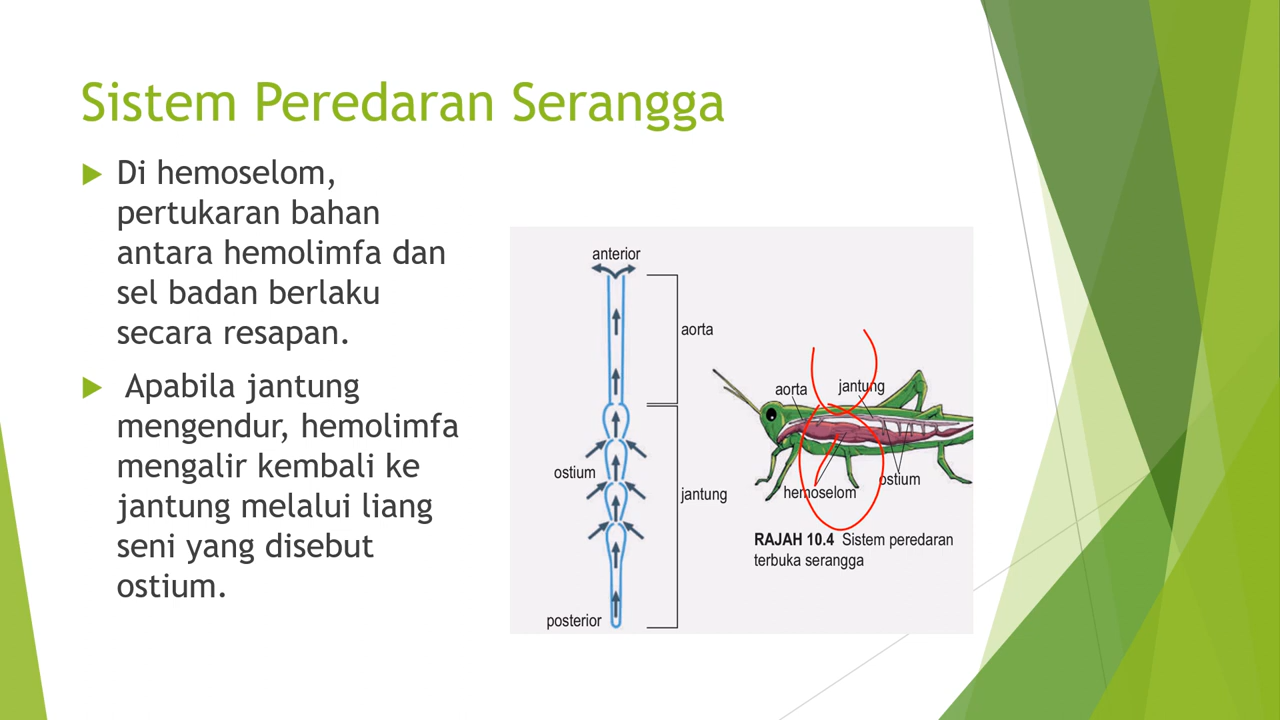 Sistem Peredaran Serangga
Di hemoselom,
pertukaran bahan
antara hemolimfa dan
sel badan berlaku
secara resapan.
Apabila jantung
mengendur, hemolimfa
mengalir kembali ke
jantung melalui liang
seni yang disebut
ostium.
anterior
aorta
ostium
jantung
posterior
aorta
jantung
hemoselom
ostium
RAJAH 10.4 Sistem peredaran
terbuka serangga